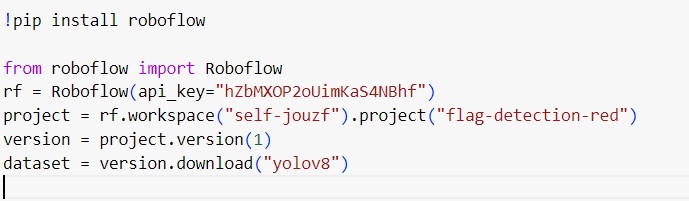 !pip install roboflow
from roboflow import Roboflow
rf = Roboflow(api_key="hZbMXOP2oUimKaS4NBhf")
project = rf.workspace("self-jouzf").project("flag-detection-red")
version = project.version(1)
dataset = version.download("yolov8")